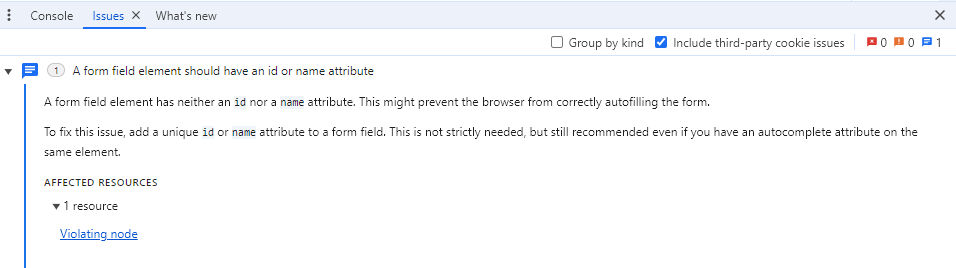 Console Issues What's new
Group by kind Include third-party cookie issues 0 0 1
1 A form field element should have an id or name attribute
A form field element has neither an id nor a name attribute. This might prevent the browser from correctly autofilling the form.
To fix this issue, add a unique id or name attribute to a form field. This is not strictly needed, but still recommended even if you have an autocomplete attribute on the
same element.
AFFECTED RESOURCES
1 resource
Violating node